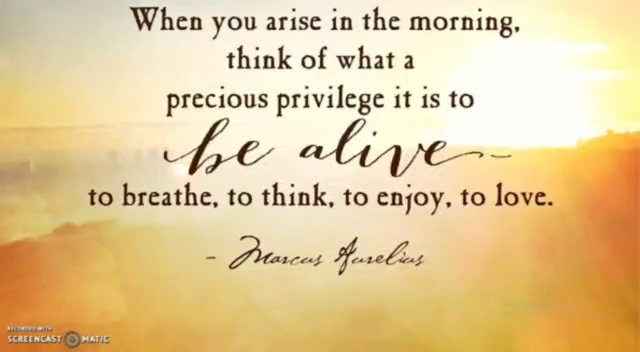 When you arise in the morning,
think of what a
precious privilege it is to
be alive-
to breathe, to think, to enjoy, to love.
- Marcus Aurelius
RECORDED WITH
SCREENCAST MATIC